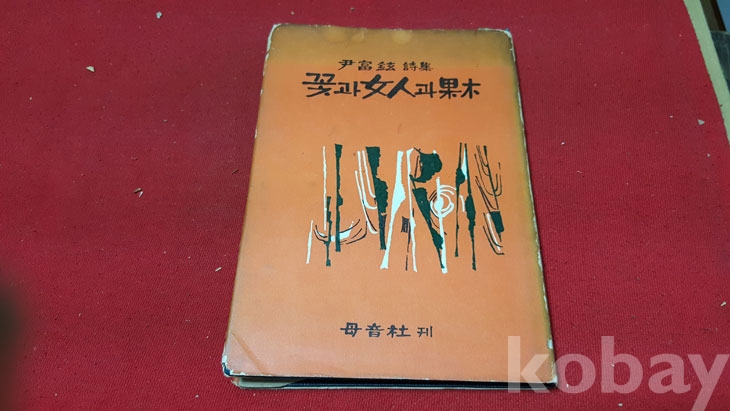 尹富鉉 詩集
꽃과女人과果木
母音社 刊
kobay